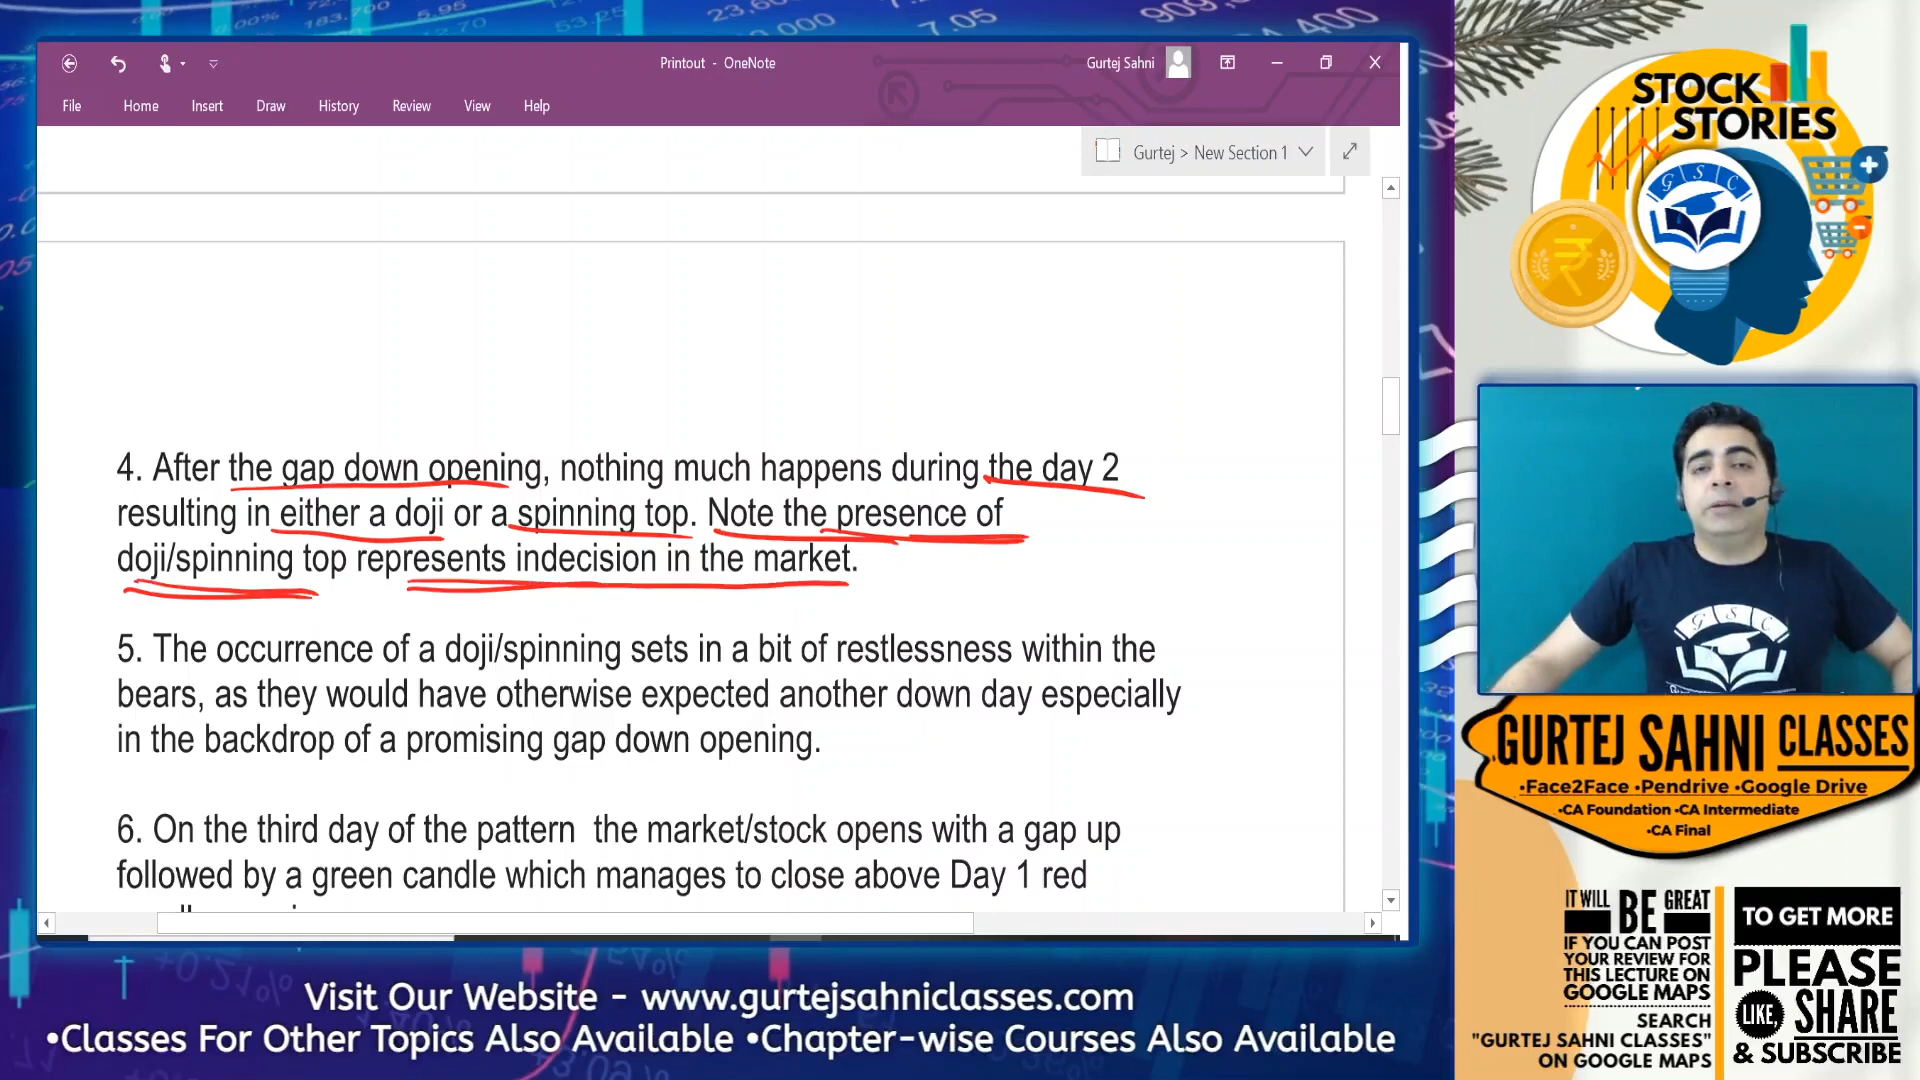 Printout - OneNote
Gurtej Sahni
File Home Insert Draw History Review View Help
Gurtej > New Section 1
4. After the gap down opening, nothing much happens during the day 2
resulting in either a doji or a spinning top. Note the presence of
doji/spinning top represents indecision in the market.
5. The occurrence of a doji/spinning sets in a bit of restlessness within the
bears, as they would have otherwise expected another down day especially
in the backdrop of a promising gap down opening.
6. On the third day of the pattern the market/stock opens with a gap up
followed by a green candle which manages to close above Day 1 red
STOCK
STORIES
G S C
G S C
GURTEJ SAHNI CLASSES
•Face2Face •Pendrive •Google Drive
•CA Foundation •CA Intermediate
•CA Final
IT WILL BE GREAT
IF YOU CAN POST
YOUR REVIEW FOR
THIS LECTURE ON
GOOGLE MAPS
SEARCH
"GURTEJ SAHNI CLASSES"
ON GOOGLE MAPS
TO GET MORE
PLEASE
LIKE, SHARE
& SUBSCRIBE
Visit Our Website - www.gurtejsahniclasses.com
•Classes For Other Topics Also Available •Chapter-wise Courses Also Available